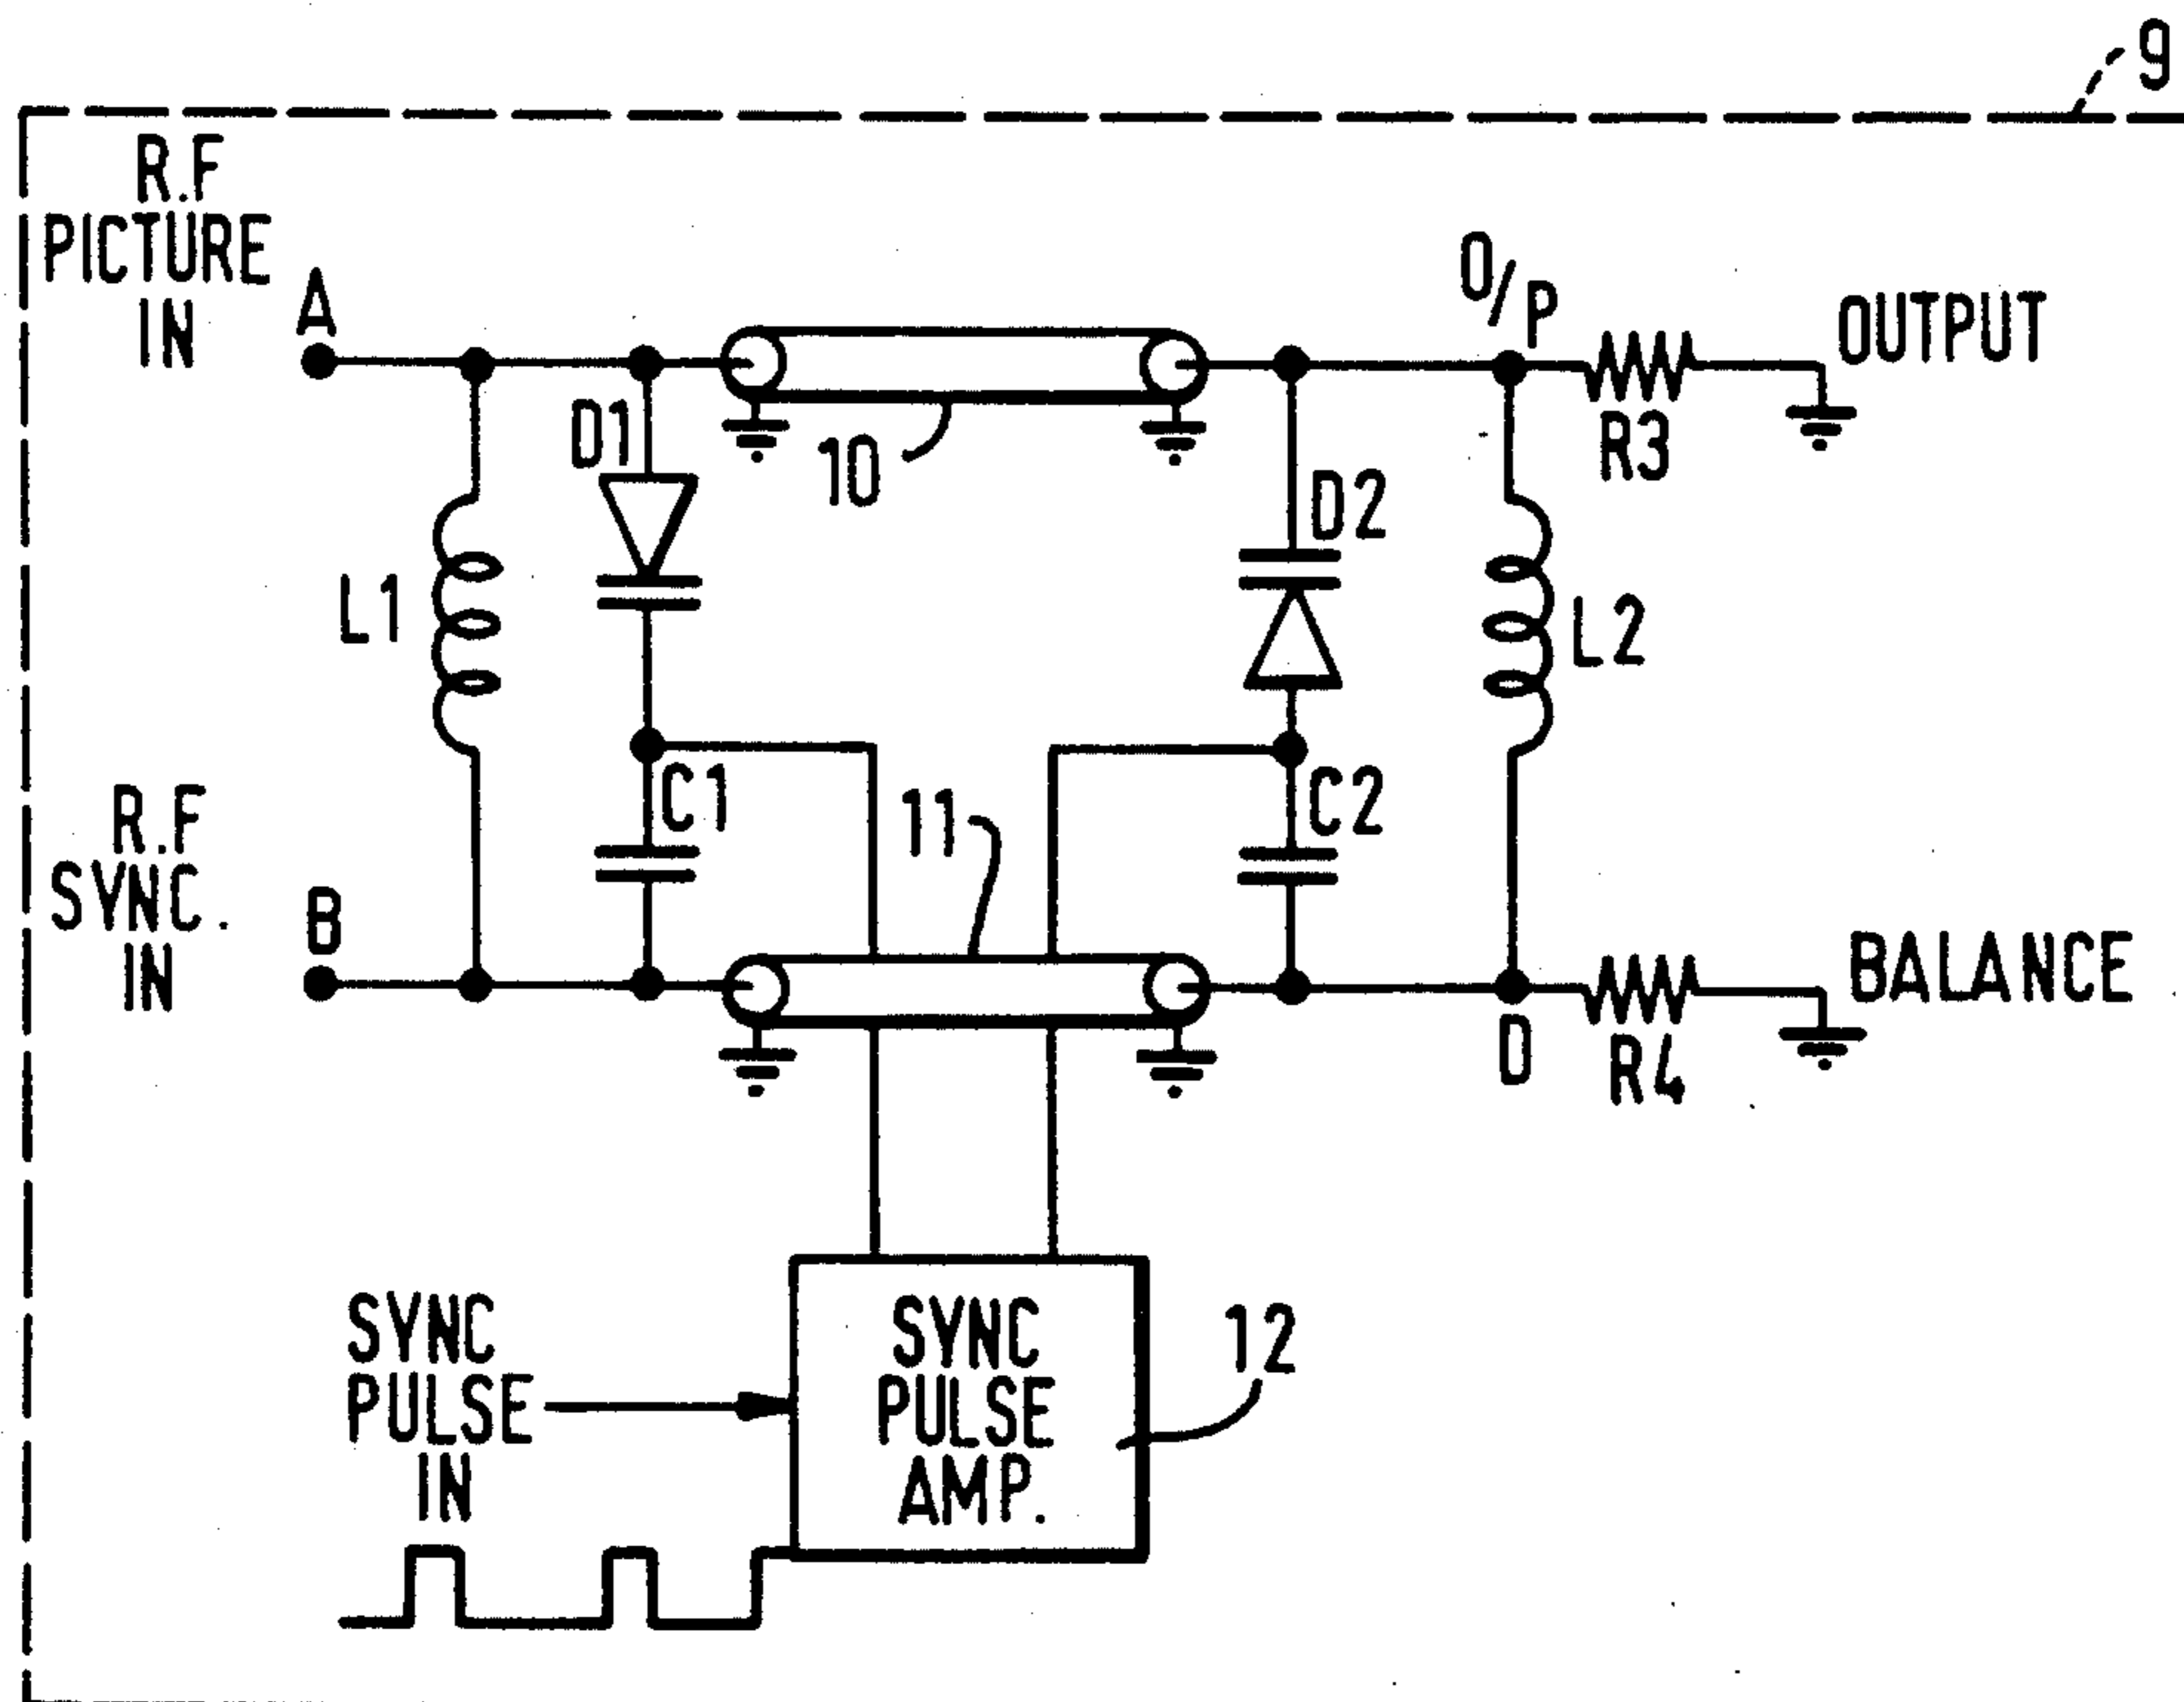 9
R.F
PICTURE
IN
A
O/P
OUTPUT
D1
10
R3
D2
L1
L2
C1
11
C2
R.F
SYNC.
IN
B
BALANCE
D
R4
SYNC
PULSE
IN
SYNC
PULSE
AMP.
12